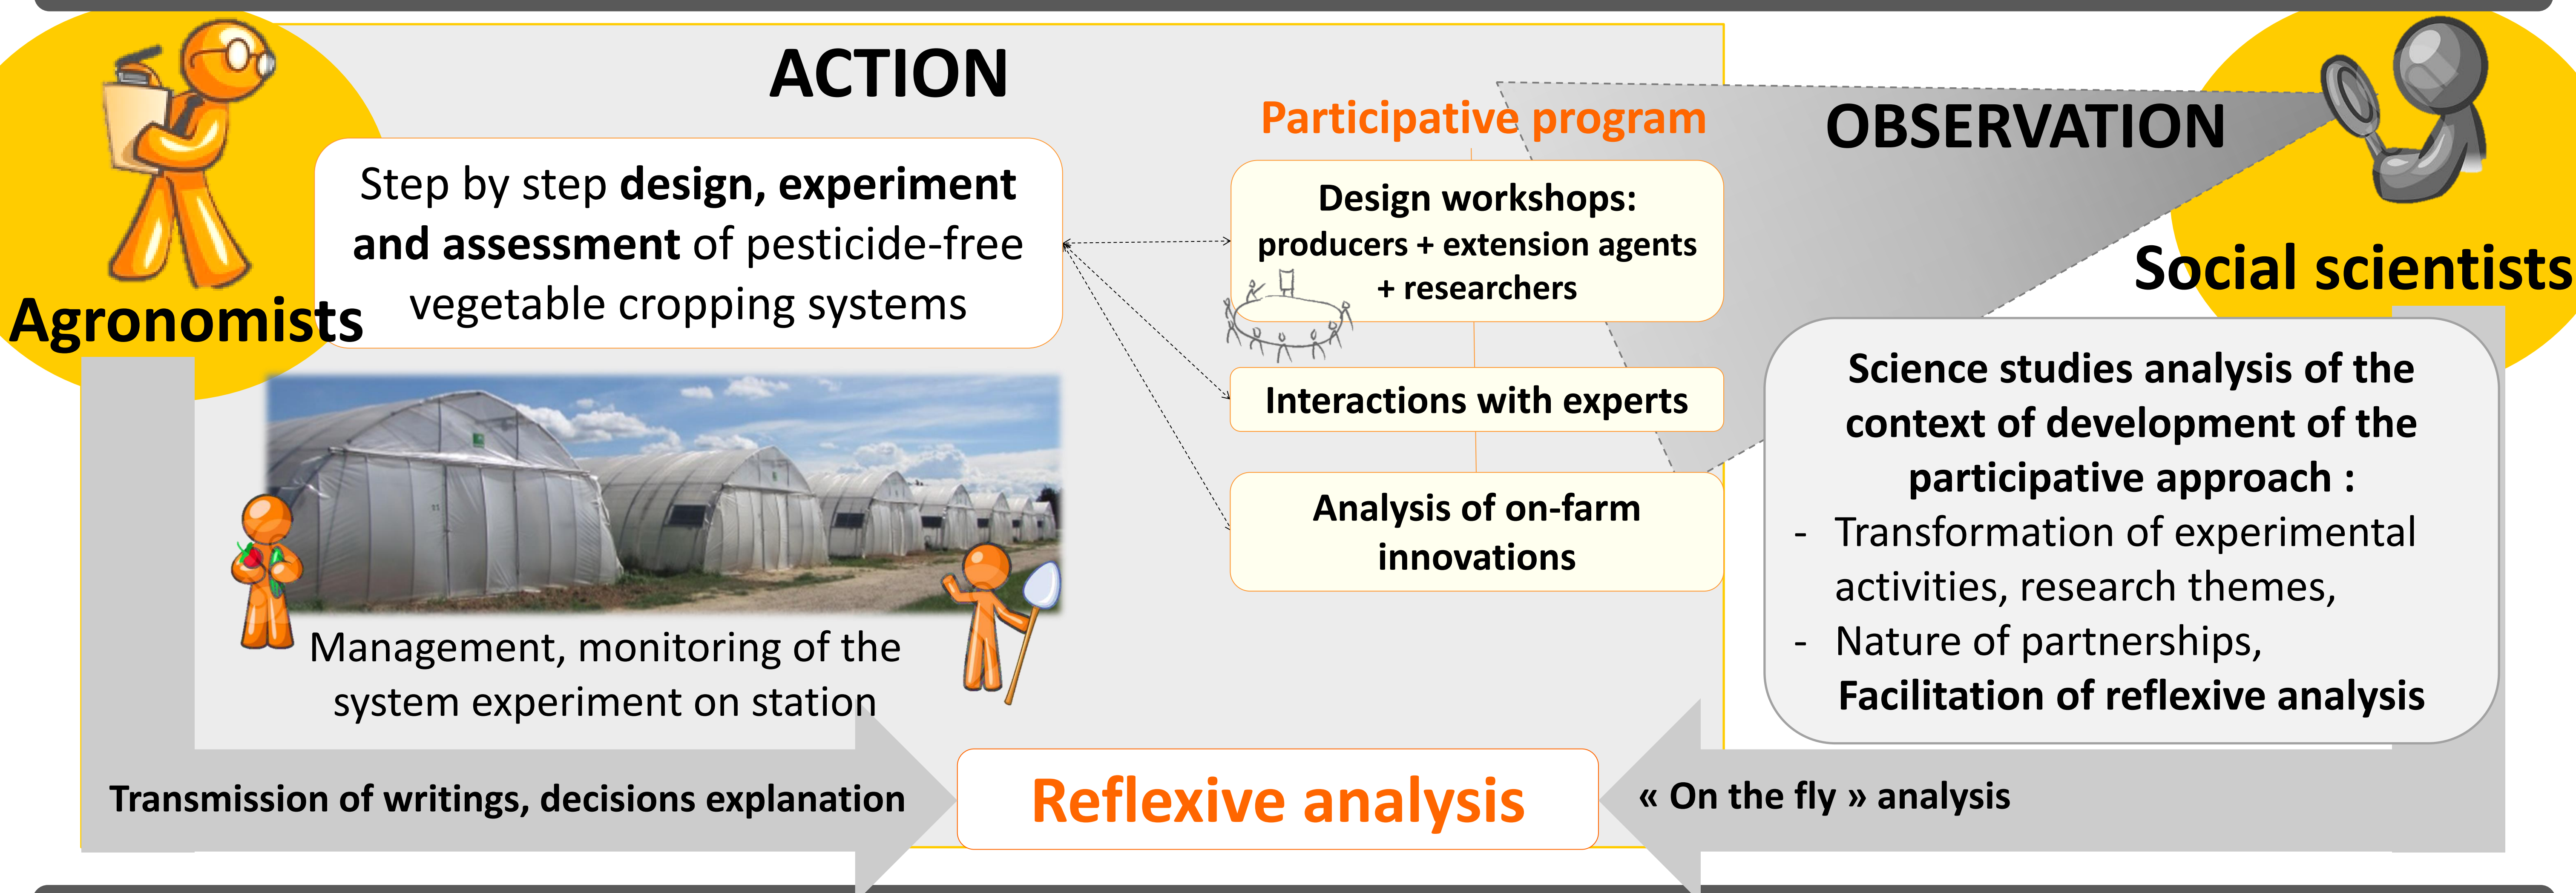 ACTION
Agronomists
Step by step design, experiment
and assessment of pesticide-free
vegetable cropping systems
Management, monitoring of the
system experiment on station
Participative program
Design workshops:
producers + extension agents
+ researchers
Interactions with experts
Analysis of on-farm
innovations
OBSERVATION
Social scientists
Science studies analysis of the
context of development of the
participative approach :
- Transformation of experimental
activities, research themes,
- Nature of partnerships,
Facilitation of reflexive analysis
Transmission of writings, decisions explanation
Reflexive analysis
« On the fly » analysis